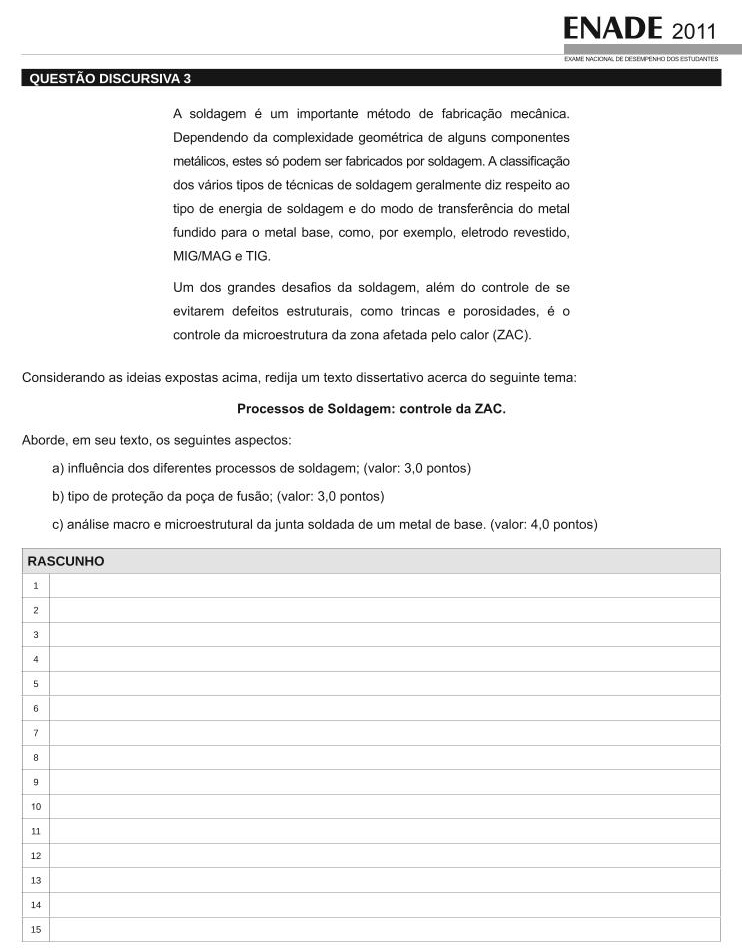 ENADE 2011
EXAME NACIONAL DE DESEMPENHO DOS ESTUDANTES
QUESTÃO DISCURSIVA 3
A soldagem é um importante método de fabricação mecânica.
Dependendo da complexidade geométrica de alguns componentes
metálicos, estes só podem ser fabricados por soldagem. A classificação
dos vários tipos de técnicas de soldagem geralmente diz respeito ao
tipo de energia de soldagem e do modo de transferência do metal
fundido para o metal base, como, por exemplo, eletrodo revestido,
MIG/MAG e TIG.
Um dos grandes desafios da soldagem, além do controle de se
evitarem defeitos estruturais, como trincas e porosidades, é o
controle da microestrutura da zona afetada pelo calor (ZAC).
Considerando as ideias expostas acima, redija um texto dissertativo acerca do seguinte tema:
Processos de Soldagem: controle da ZAC.
Aborde, em seu texto, os seguintes aspectos:
a) influência dos diferentes processos de soldagem; (valor: 3,0 pontos)
b) tipo de proteção da poça de fusão; (valor: 3,0 pontos)
c) análise macro e microestrutural da junta soldada de um metal de base. (valor: 4,0 pontos)
RASCUNHO
1
2
3
4
5
6
7
8
9
10
11
12
13
14
15